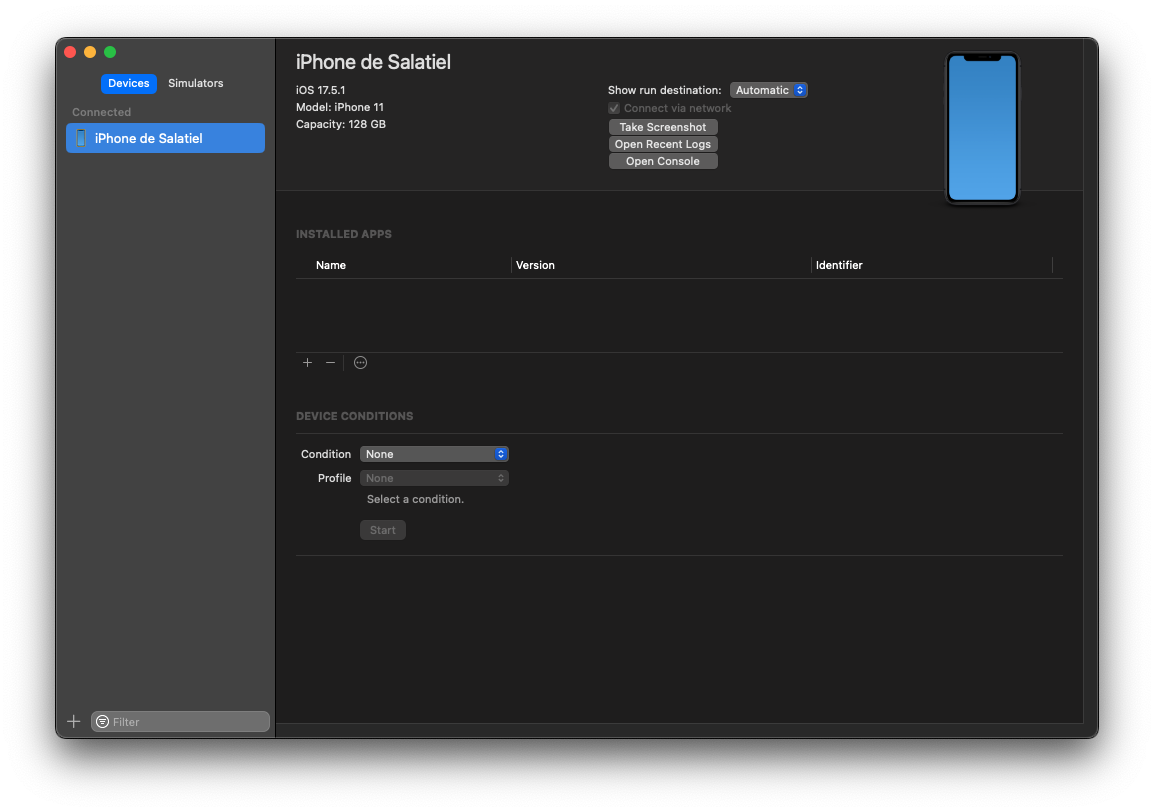 Devices
Simulators
Connected
iPhone de Salatiel
Filter
iPhone de Salatiel
iOS 17.5.1
Model: iPhone 11
Capacity: 128 GB
Show run destination: Automatic
Connect via network
Take Screenshot
Open Recent Logs
Open Console
INSTALLED APPS
Name Version Identifier
DEVICE CONDITIONS
Condition None
Profile None
Select a condition.
Start